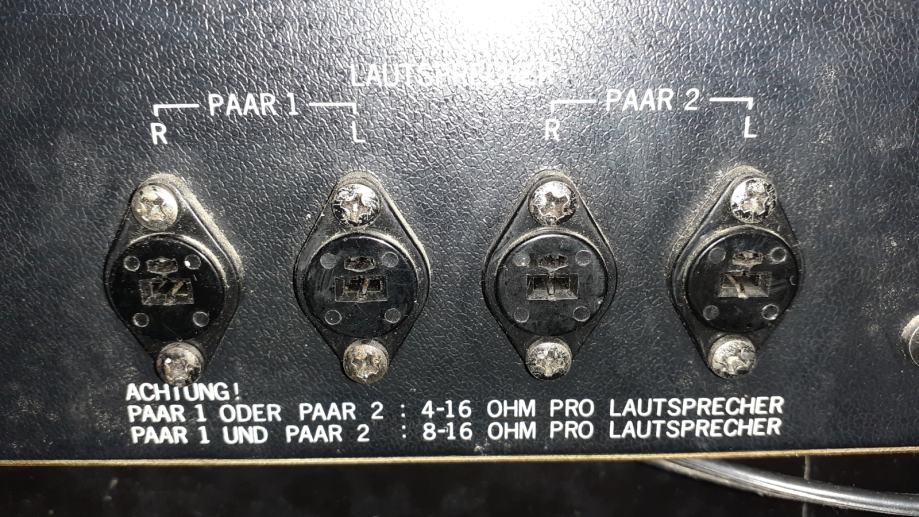 LAUTSPRECHER
PAAR 1 PAAR 2
R L R L
ACHTUNG!
PAAR 1 ODER PAAR 2 : 4-16 OHM PRO LAUTSPRECHER
PAAR 1 UND PAAR 2 : 8-16 OHM PRO LAUTSPRECHER